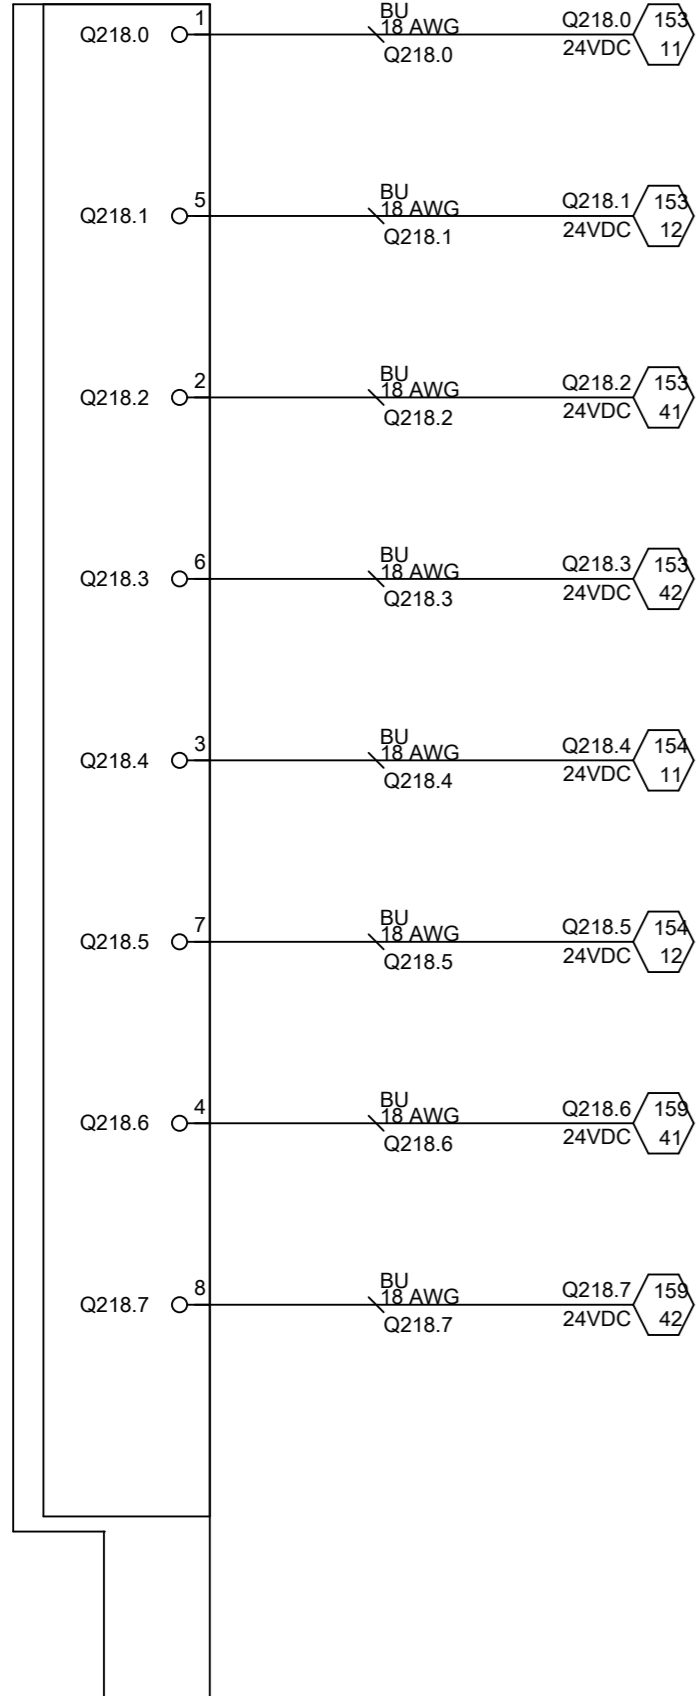 1 BU Q218.0 153
Q218.0 18 AWG 24VDC 11
Q218.0
5 BU Q218.1 153
Q218.1 18 AWG 24VDC 12
Q218.1
2 BU Q218.2 153
Q218.2 18 AWG 24VDC 41
Q218.2
6 BU Q218.3 153
Q218.3 18 AWG 24VDC 42
Q218.3
3 BU Q218.4 154
Q218.4 18 AWG 24VDC 11
Q218.4
7 BU Q218.5 154
Q218.5 18 AWG 24VDC 12
Q218.5
4 BU Q218.6 159
Q218.6 18 AWG 24VDC 41
Q218.6
8 BU Q218.7 159
Q218.7 18 AWG 24VDC 42
Q218.7